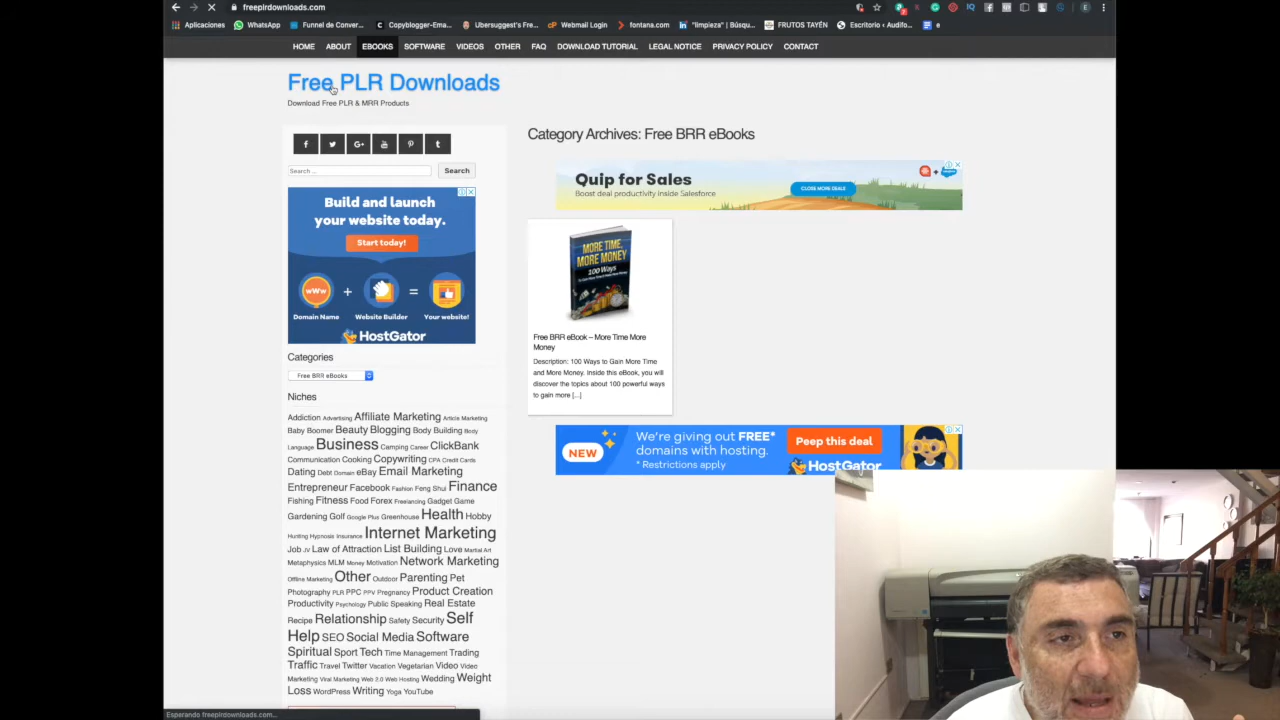 freeplrdownloads.com
Aplicaciones WhatsApp Funnel de Conver... Copyblogger-Ema... Ubersuggest's Fre... Webmail Login fontana.com "limpieza" | Búsqu... FRUTOS TAYÉN Escritorio ‹ Audífo... e
HOME ABOUT EBOOKS SOFTWARE VIDEOS OTHER FAQ DOWNLOAD TUTORIAL LEGAL NOTICE PRIVACY POLICY CONTACT
Free PLR Downloads
Download Free PLR & MRR Products
Search ...
Search
Build and launch
your website today.
Start today!
www + =
Domain Name Website Builder Your website!
HostGator
Categories
Free BRR eBooks
Niches
Addiction Advertising Affiliate Marketing Article Marketing
Baby Boomer Beauty Blogging Body Building Body
Language Business Camping Career ClickBank
Communication Cooking Copywriting CPA Credit Cards
Dating Debt Domain eBay Email Marketing
Entrepreneur Facebook Fashion Feng Shui Finance
Fishing Fitness Food Forex Freelancing Gadget Game
Gardening Golf Google Plus Greenhouse Health Hobby
Hunting Hypnosis Insurance Internet Marketing
Job JV Law of Attraction List Building Love Martial Art
Metaphysics MLM Money Motivation Network Marketing
Offline Marketing Other Outdoor Parenting Pet
Photography PLR PPC PPV Pregnancy Product Creation
Productivity Psychology Public Speaking Real Estate
Recipe Relationship Safety Security Self
Help SEO Social Media Software
Spiritual Sport Tech Time Management Trading
Traffic Travel Twitter Vacation Vegetarian Video Video
Marketing Viral Marketing Web 2.0 Web Hosting Wedding Weight
Loss WordPress Writing Yoga YouTube
Category Archives: Free BRR eBooks
Quip for Sales
Boost deal productivity inside Salesforce
CLOSE MORE DEALS
MORE TIME,
MORE MONEY
100 Ways
Free BRR eBook – More Time More
Money
Description: 100 Ways to Gain More Time
and More Money. Inside this eBook, you will
discover the topics about 100 powerful ways
to gain more [...]
NEW
We're giving out FREE*
domains with hosting.
* Restrictions apply
Peep this deal
HostGator
Esperando freeplrdownloads.com...